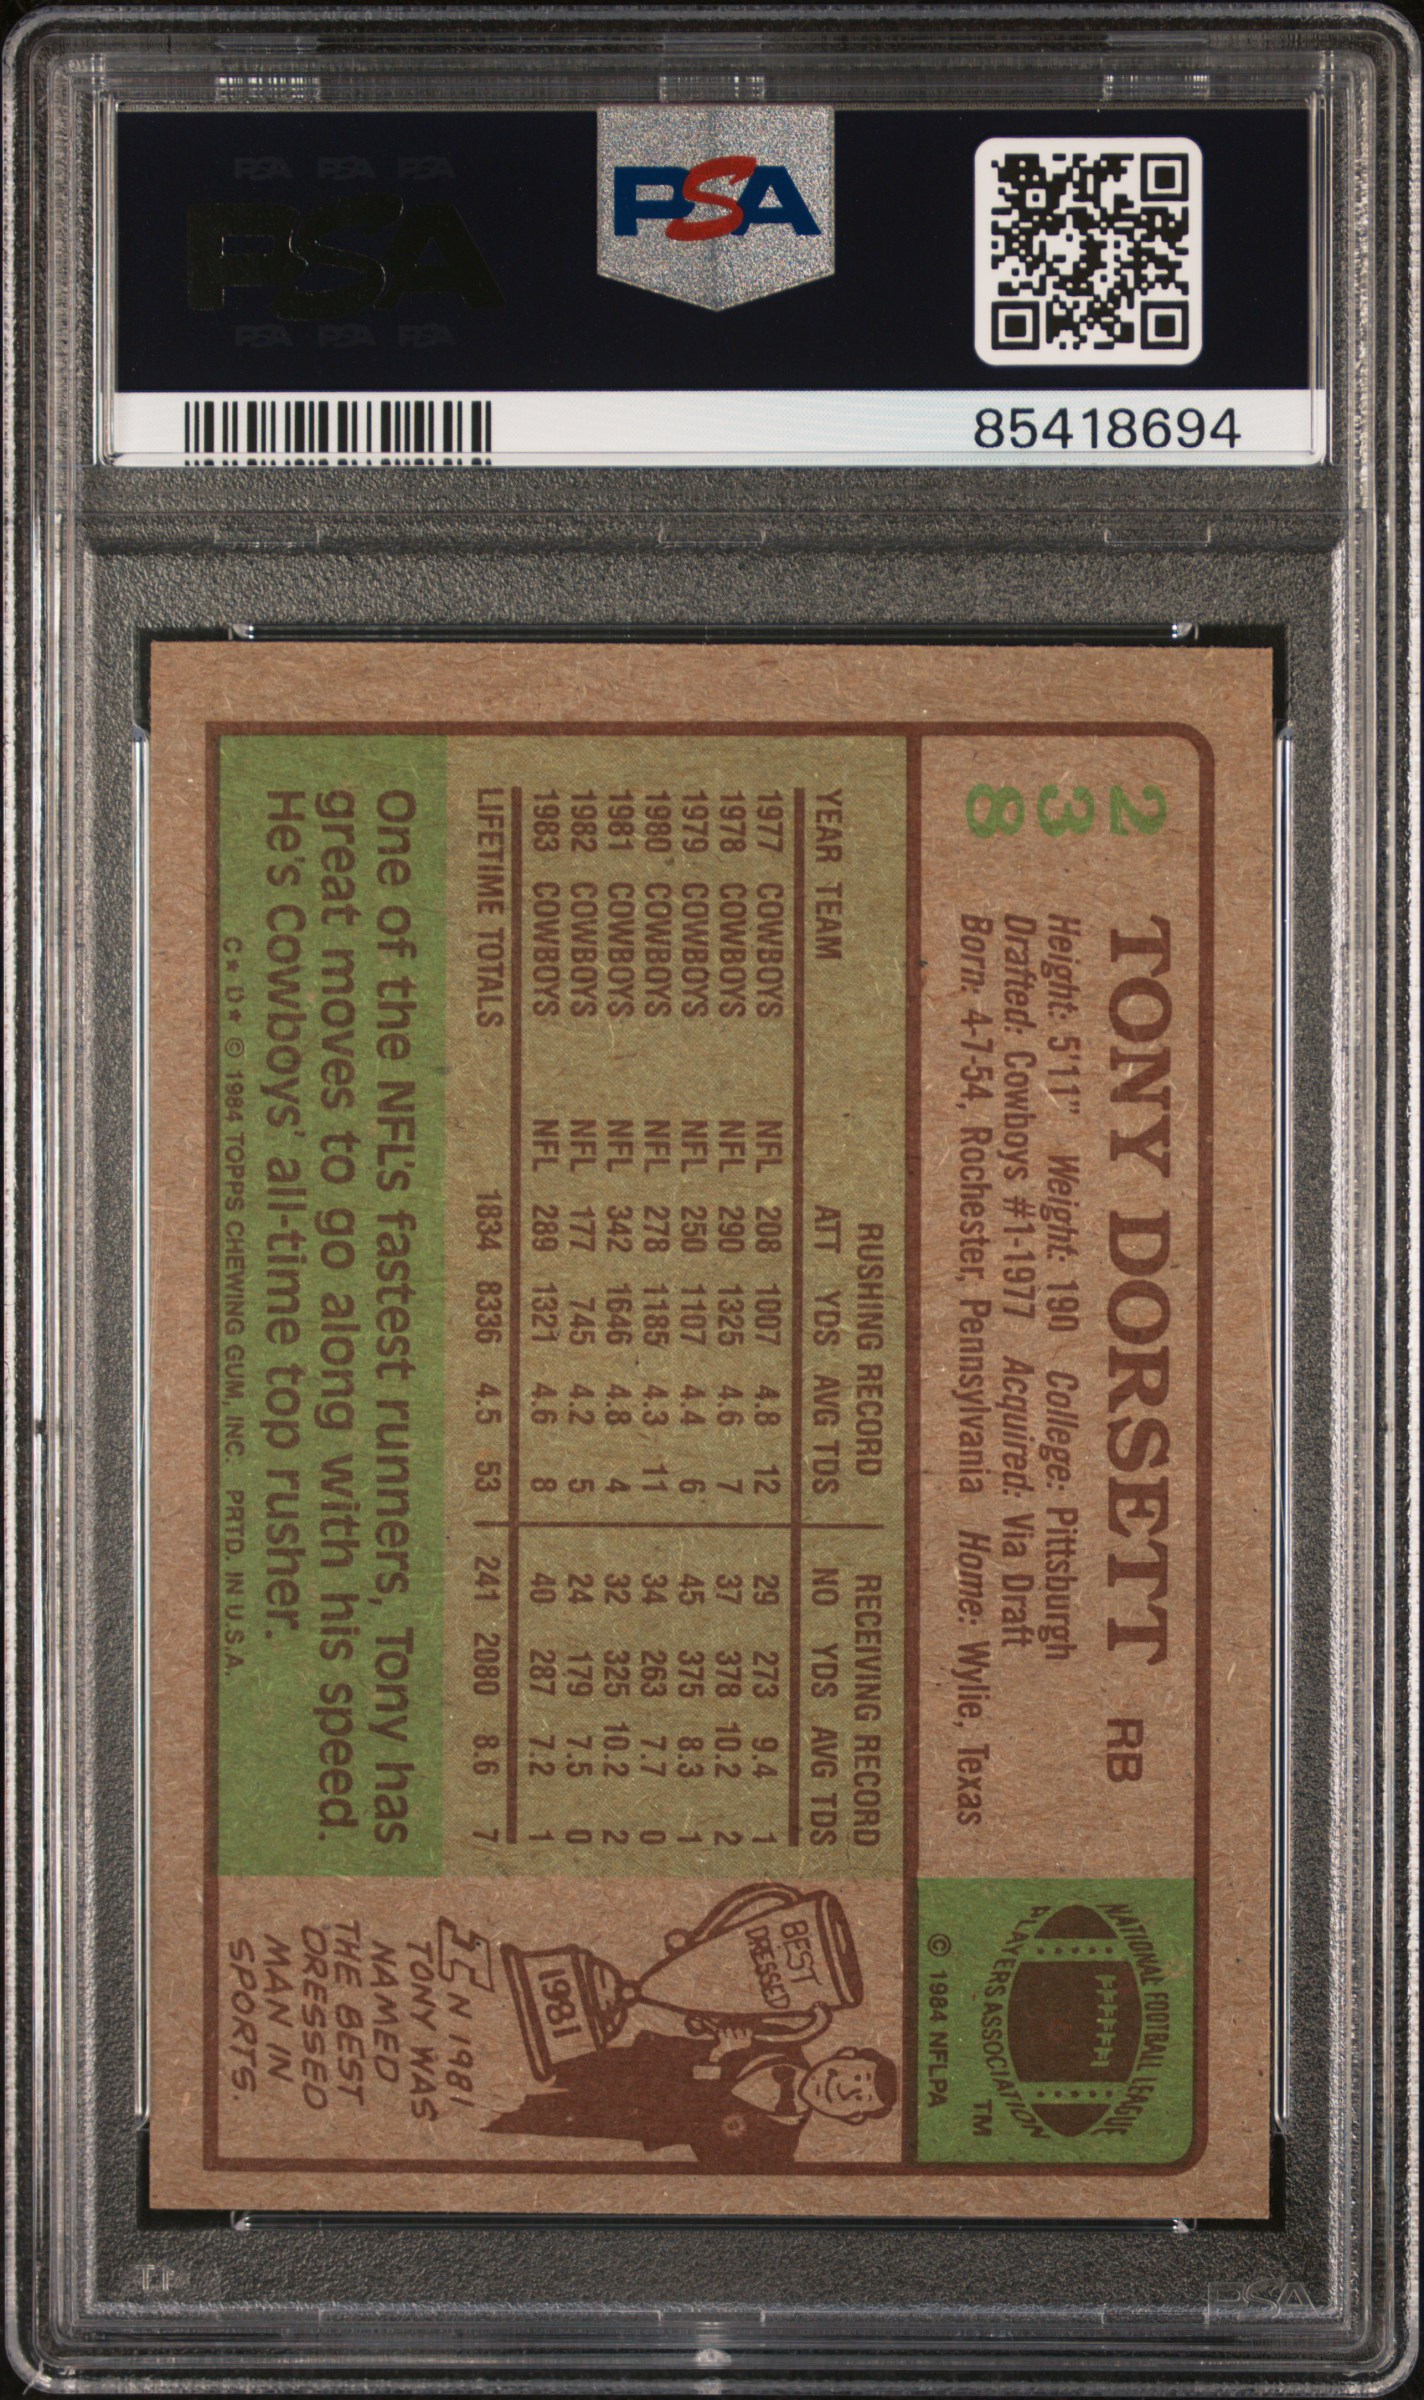 PSA PSA PSA
PSA
PSA PSA PSA
PSA
85418694
238
TONY DORSETT RB
Height: 5'11" Weight: 190 College: Pittsburgh
Drafted: Cowboys #1-1977 Acquired: Via Draft
Born: 4-7-54, Rochester, Pennsylvania Home: Wylie, Texas
NATIONAL FOOTBALL LEAGUE
PLAYERS ASSOCIATION TM
© 1984 NFLPA
RUSHING RECORD RECEIVING RECORD
YEAR TEAM ATT YDS AVG TDS NO YDS AVG TDS
1977 COWBOYS NFL 208 1007 4.8 12 29 273 9.4 1
1978 COWBOYS NFL 290 1325 4.6 7 37 378 10.2 2
1979 COWBOYS NFL 250 1107 4.4 6 45 375 8.3 1
1980 COWBOYS NFL 278 1185 4.3 11 34 263 7.7 0
1981 COWBOYS NFL 342 1646 4.8 4 32 325 10.2 2
1982 COWBOYS NFL 177 745 4.2 5 24 179 7.5 0
1983 COWBOYS NFL 289 1321 4.6 8 40 287 7.2 1
LIFETIME TOTALS 1834 8336 4.5 53 241 2080 8.6 7
One of the NFL's fastest runners, Tony has
great moves to go along with his speed.
He's Cowboys' all-time top rusher.
C * D * © 1984 TOPPS CHEWING GUM, INC. PRTD. IN U.S.A.
BEST
DRESSED
1981
IN 1981
TONY WAS
NAMED
THE BEST
DRESSED
MAN IN
SPORTS.
PSA